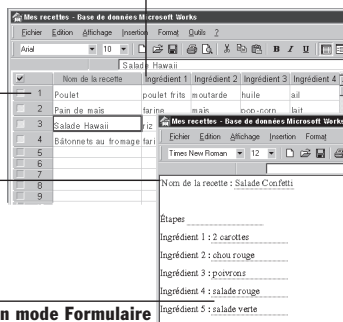 Mes recettes - Base de données Microsoft Works
Fichier Edition Affichage Insertion Format Outils ?
Arial 10 B I U
Salade Hawaii
Nom de la recette Ingrédient 1 Ingrédient 2 Ingrédient 3 Ingrédient 4
1 Poulet poulet frits moutarde huile ail
2 Pain de maïs farine maïs pop-corn lait
3 Salade Hawaii riz
4 Bâtonnets au fromage fari
5
6
7
8
9
Mes recettes - Base de données Microsoft Works
Fichier Edition Affichage Insertion Format
Times New Roman 12
Nom de la recette : Salade Confetti
Étapes
Ingrédient 1 : 2 carottes
Ingrédient 2 : chou rouge
Ingrédient 3 : poivrons
Ingrédient 4 : salade rouge
Ingrédient 5 : salade verte
n mode Formulaire